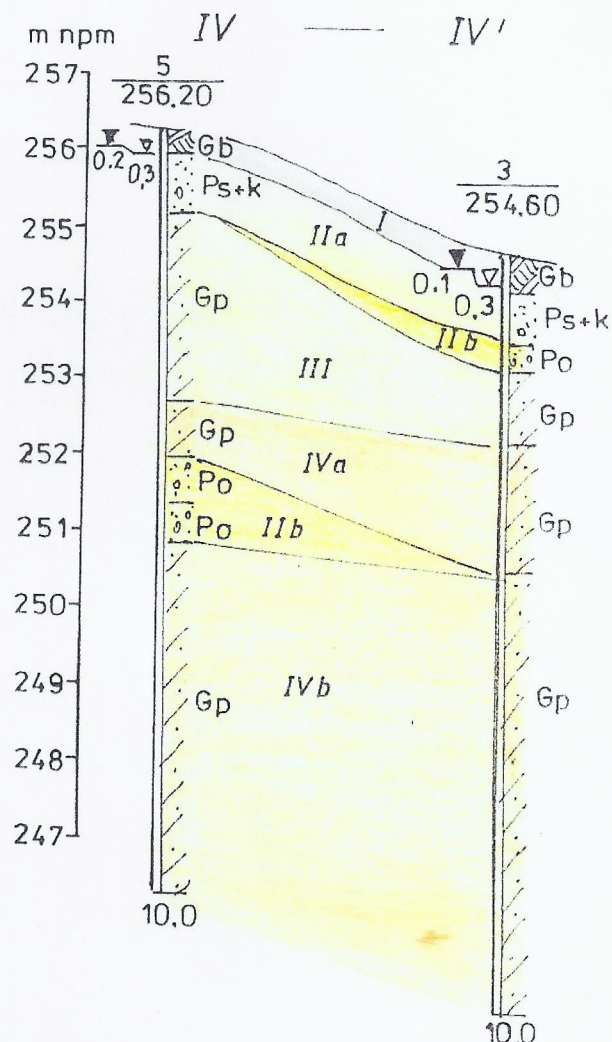 IV — IV'
m npm
257
5
256.20
256
0.2
0,3
Gb
Ps+k
3
254.60
255
I
IIa
0.1
0,3
Gb
254
Gp
Ps+k
IIb
Po
253
III
Gp
Gp
252
IVa
Po
Gp
251
Po
IIb
250
249
Gp
IVb
Gp
248
247
10.0
10.0